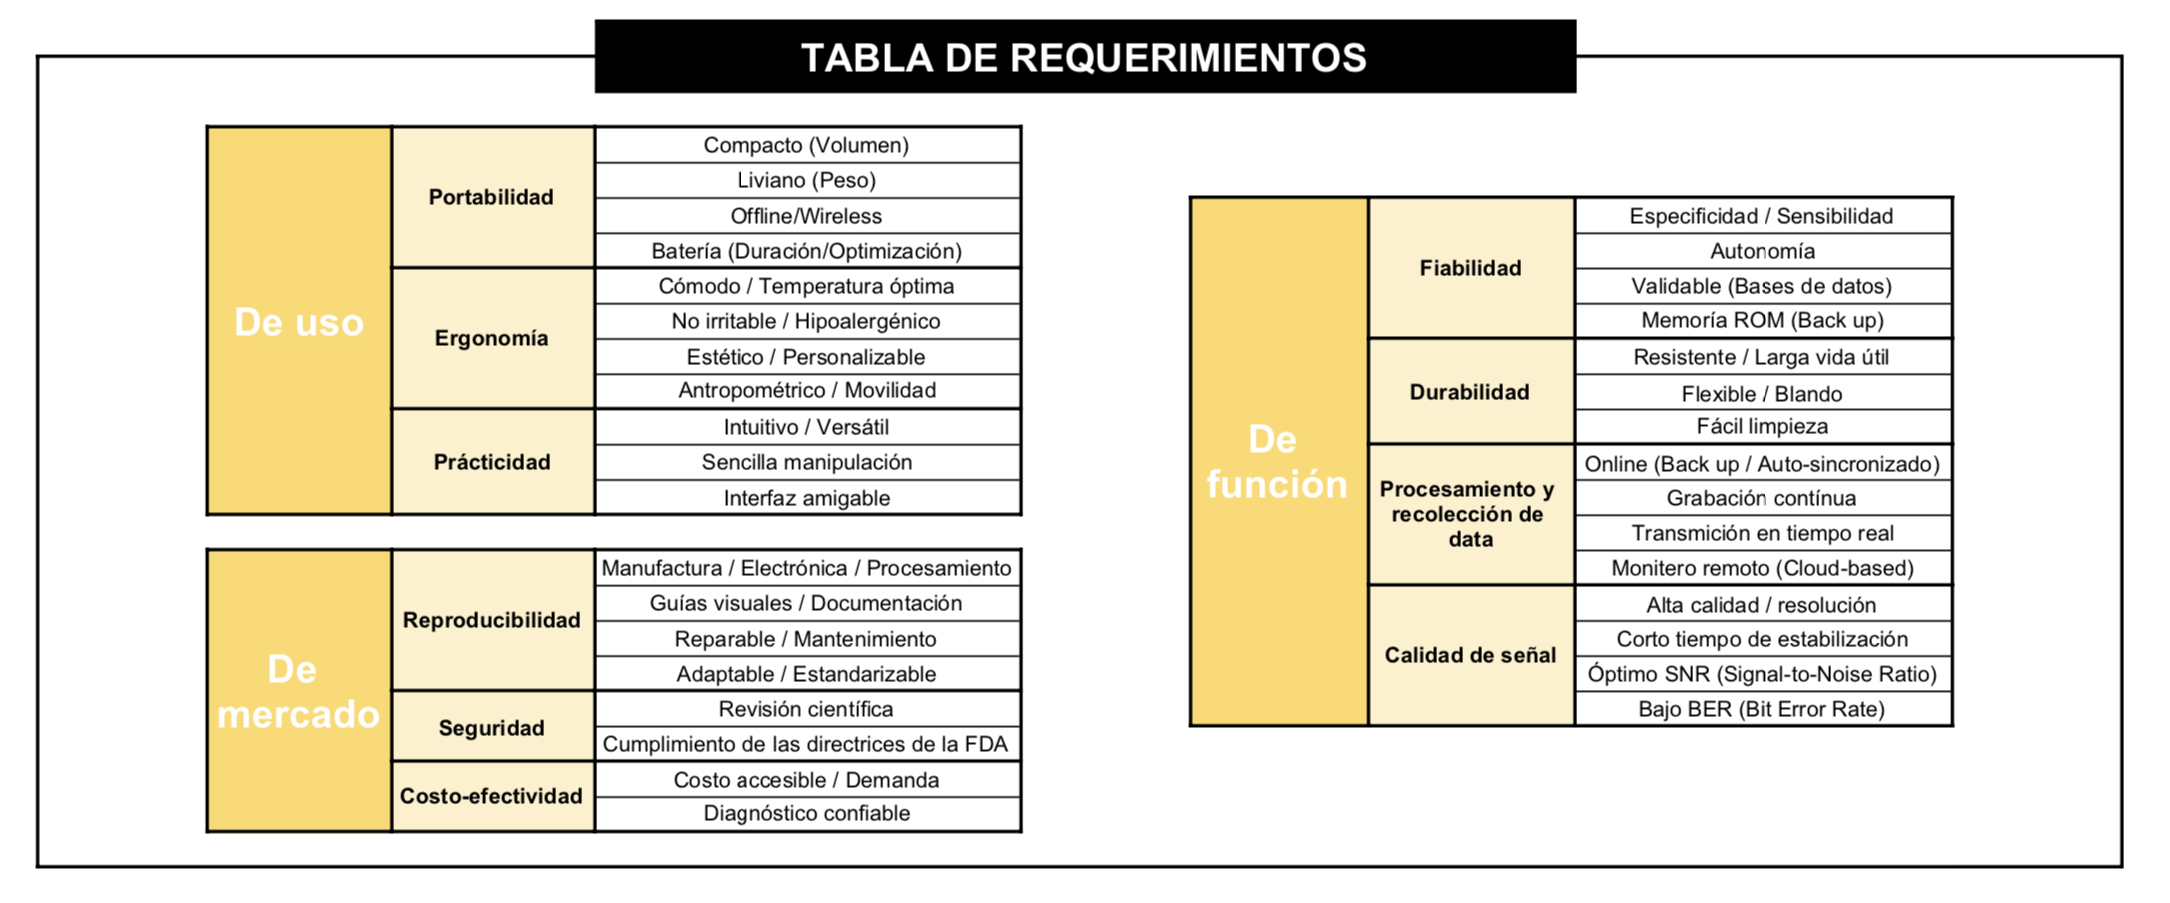 TABLA DE REQUERIMIENTOS
De uso
Portabilidad
Compacto (Volumen)
Liviano (Peso)
Offline/Wireless
Batería (Duración/Optimización)
Ergonomía
Cómodo / Temperatura óptima
No irritable / Hipoalergénico
Estético / Personalizable
Antropométrico / Movilidad
Prácticidad
Intuitivo / Versátil
Sencilla manipulación
Interfaz amigable
De
mercado
Reproducibilidad
Manufactura / Electrónica / Procesamiento
Guías visuales / Documentación
Reparable / Mantenimiento
Adaptable / Estandarizable
Seguridad
Revisión científica
Cumplimiento de las directrices de la FDA
Costo-efectividad
Costo accesible / Demanda
Diagnóstico confiable
De
función
Fiabilidad
Especificidad / Sensibilidad
Autonomía
Validable (Bases de datos)
Memoría ROM (Back up)
Durabilidad
Resistente / Larga vida útil
Flexible / Blando
Fácil limpieza
Procesamiento y
recolección de
data
Online (Back up / Auto-sincronizado)
Grabación contínua
Transmición en tiempo real
Monitero remoto (Cloud-based)
Calidad de señal
Alta calidad / resolución
Corto tiempo de estabilización
Óptimo SNR (Signal-to-Noise Ratio)
Bajo BER (Bit Error Rate)